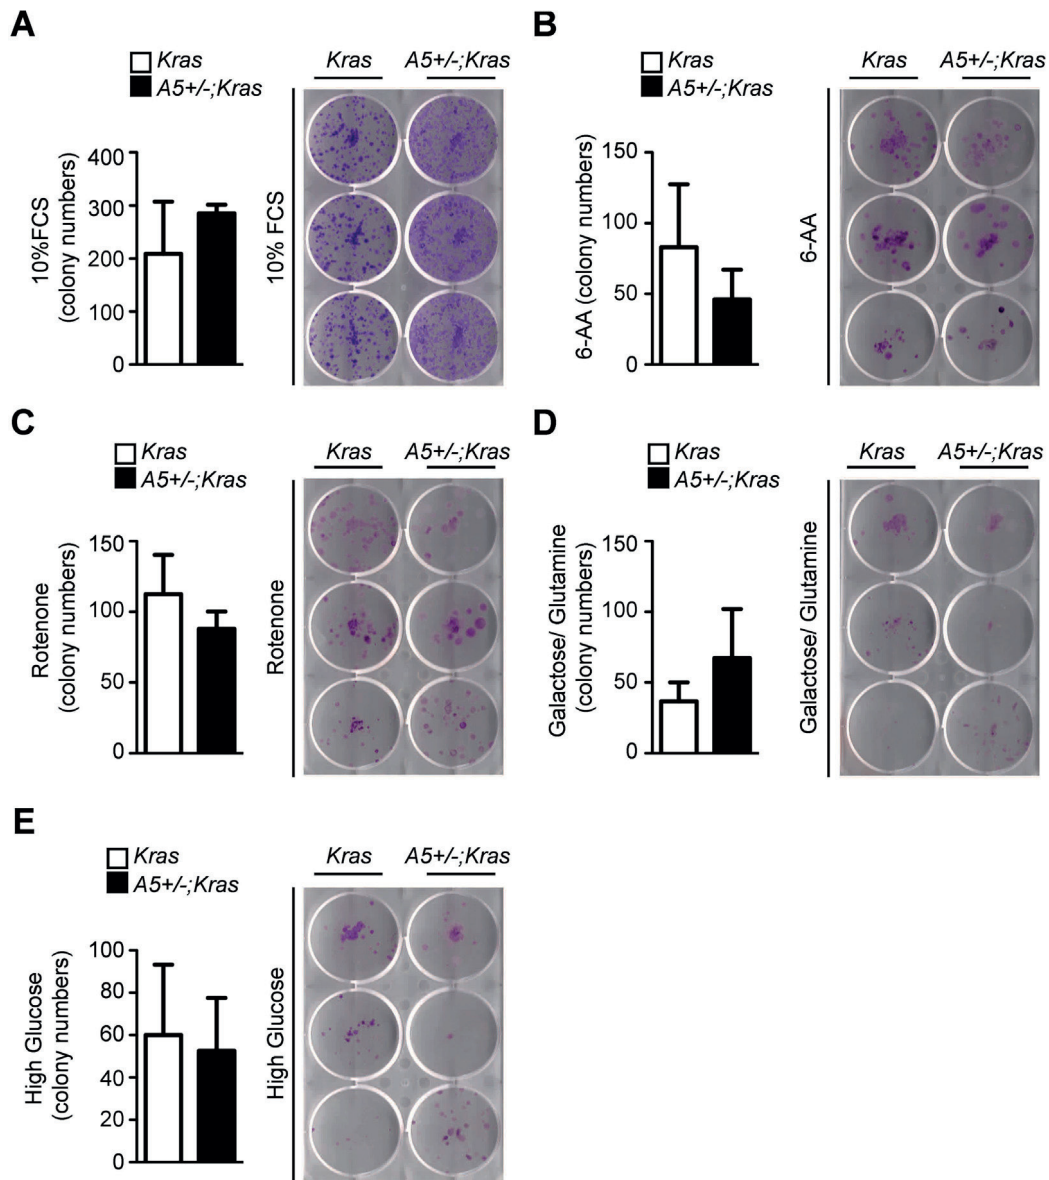 A
Kras
A5+/-;Kras
10%FCS
(colony numbers)
400
300
200
100
0
10% FCS
Kras
A5+/-;Kras
B
Kras
A5+/-;Kras
6-AA (colony numbers)
150
100
50
0
6-AA
Kras
A5+/-;Kras
C
Kras
A5+/-;Kras
Rotenone
(colony numbers)
150
100
50
0
Rotenone
Kras
A5+/-;Kras
D
Kras
A5+/-;Kras
Galactose/ Glutamine
(colony numbers)
150
100
50
0
Galactose/ Glutamine
Kras
A5+/-;Kras
E
Kras
A5+/-;Kras
High Glucose
(colony numbers)
100
80
60
40
20
0
High Glucose
Kras
A5+/-;Kras